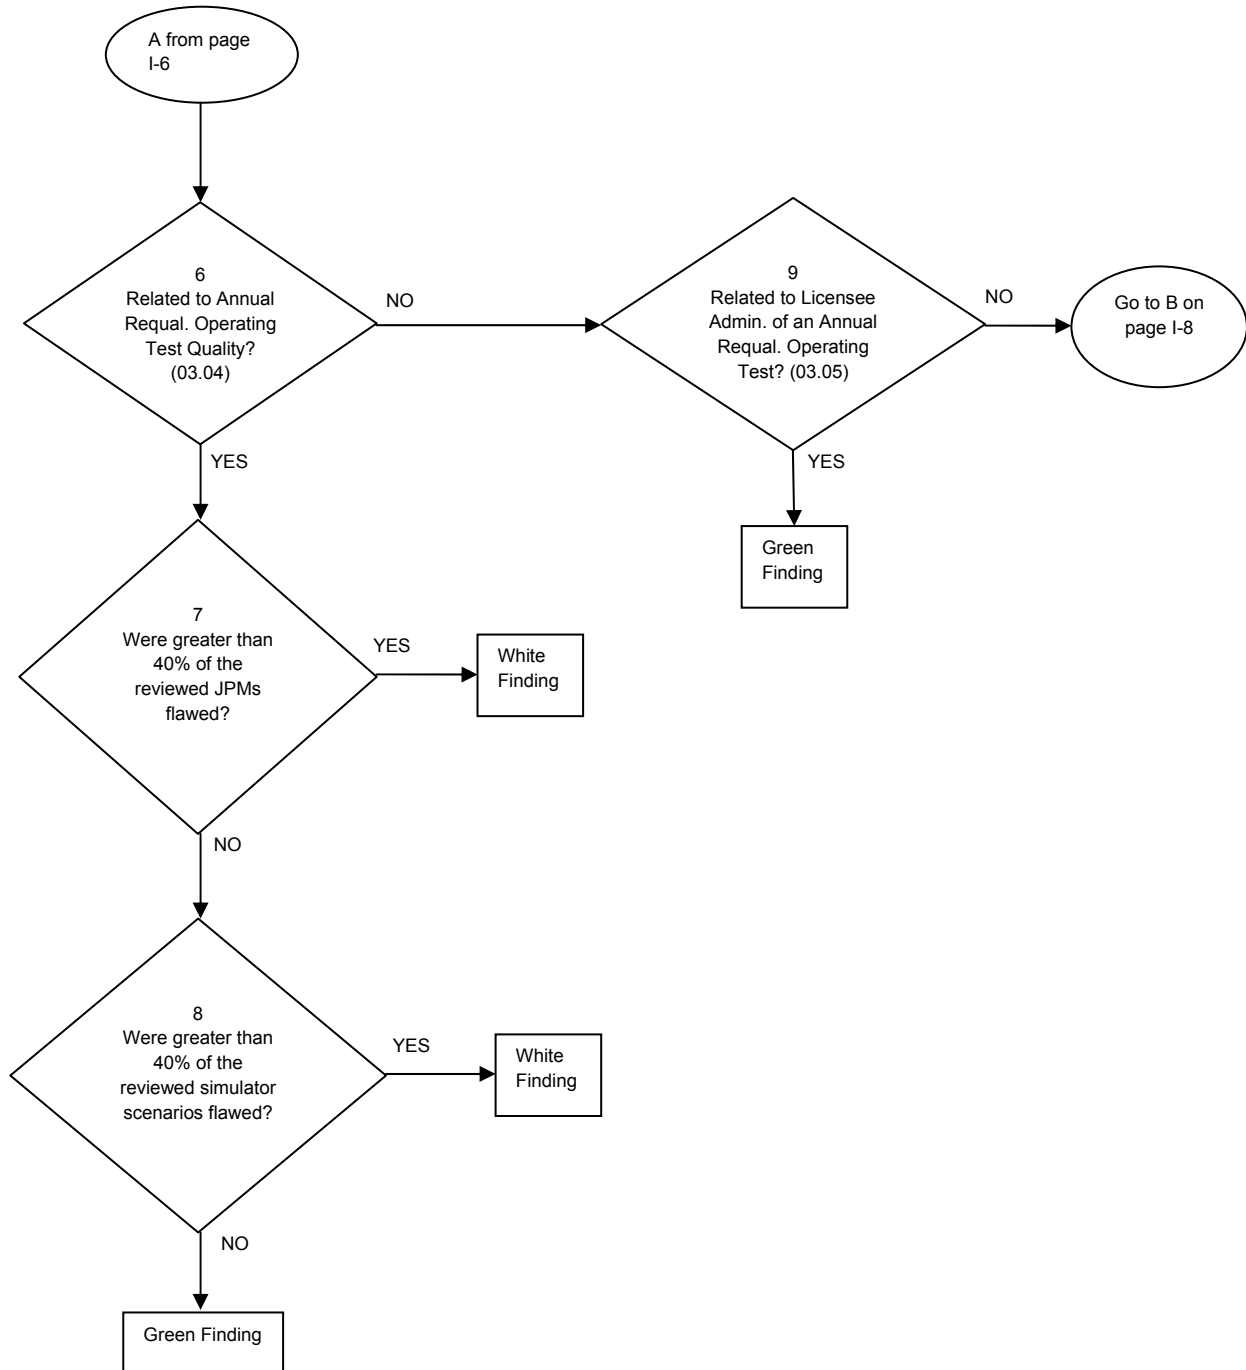 A from page
I-6
6
Related to Annual
Requal. Operating
Test Quality?
(03.04)
NO
9
Related to Licensee
Admin. of an Annual
Requal. Operating
Test? (03.05)
NO
Go to B on
page I-8
YES
YES
Green
Finding
7
Were greater than
40% of the
reviewed JPMs
flawed?
YES
White
Finding
NO
8
Were greater than
40% of the
reviewed simulator
scenarios flawed?
YES
White
Finding
NO
Green Finding